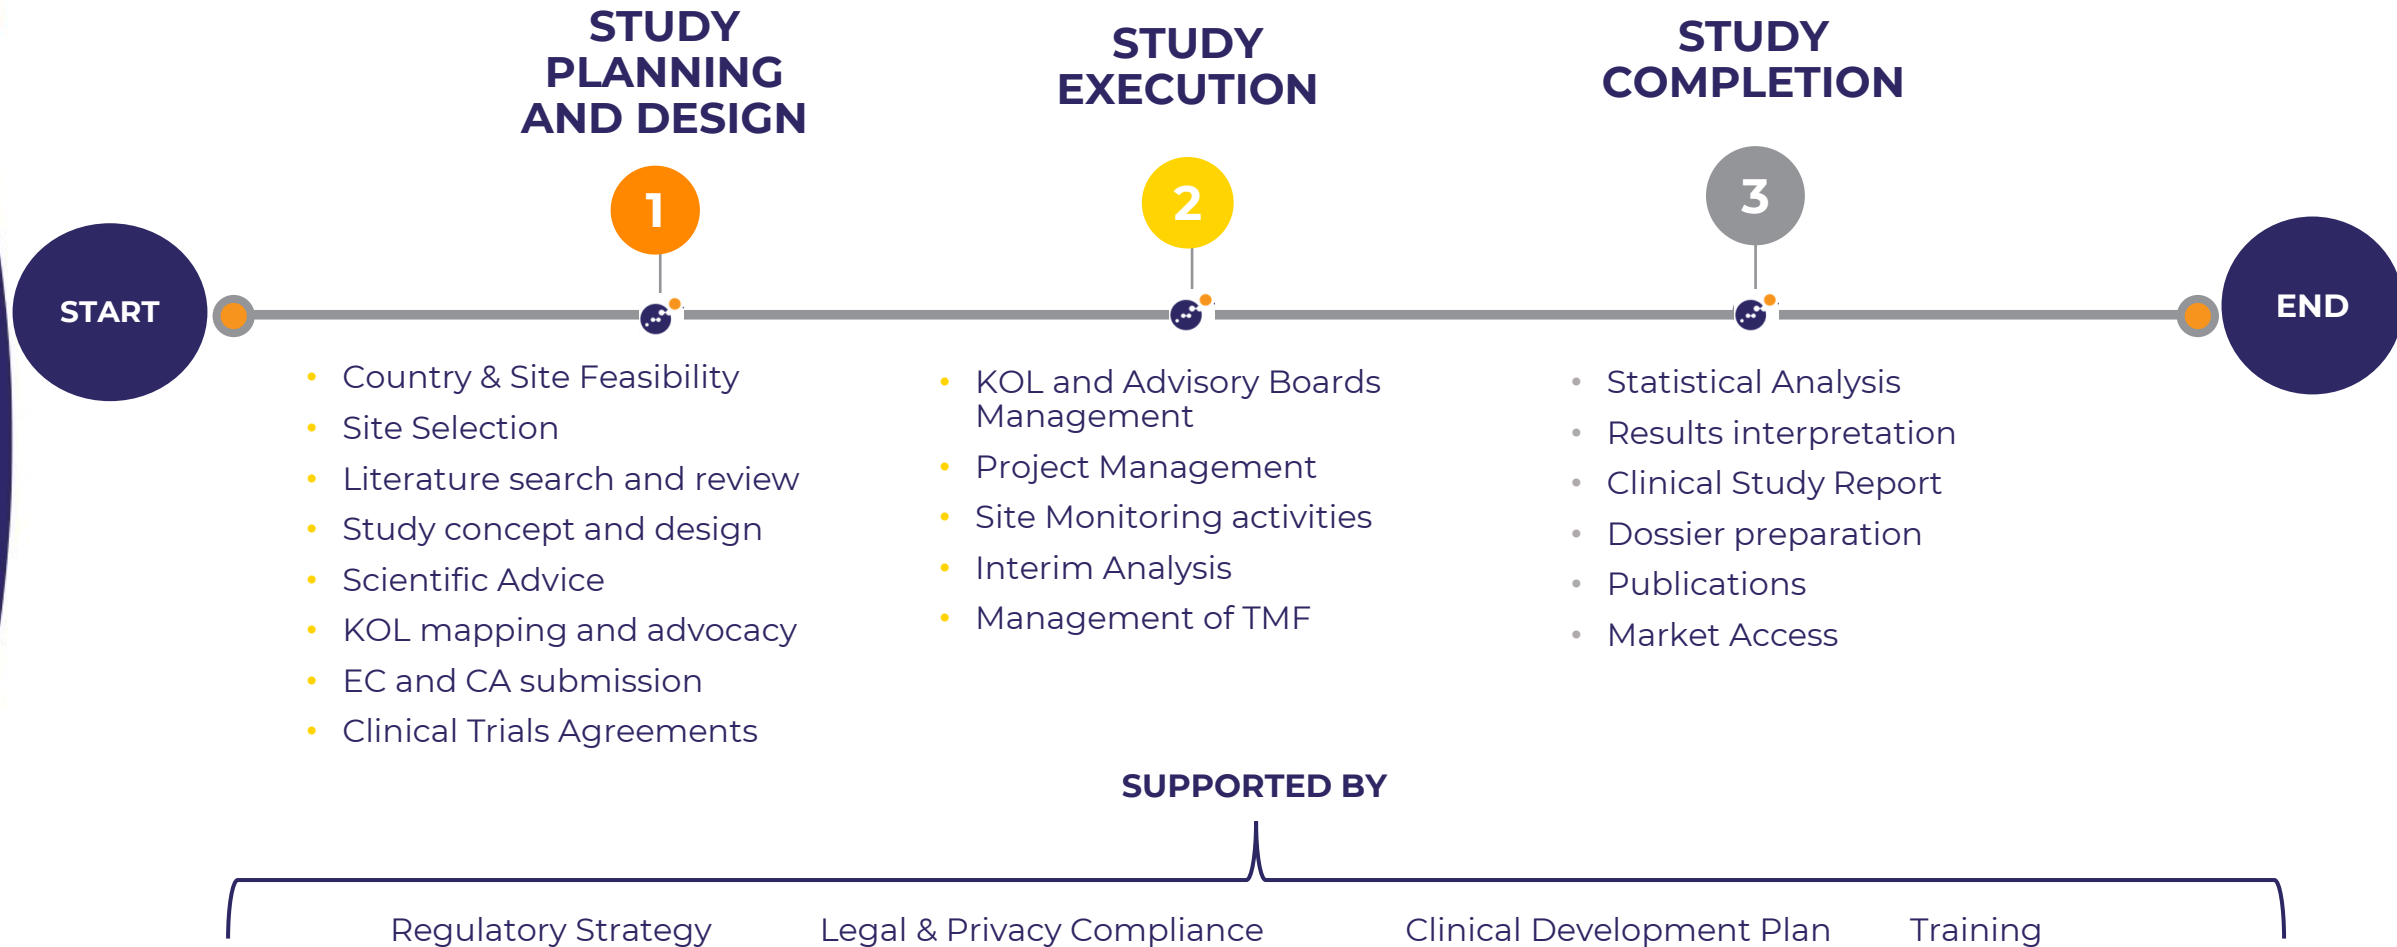 STUDY
PLANNING
AND DESIGN
STUDY
EXECUTION
STUDY
COMPLETION
1
2
3
START
END
• Country & Site Feasibility
• Site Selection
• Literature search and review
• Study concept and design
• Scientific Advice
• KOL mapping and advocacy
• EC and CA submission
• Clinical Trials Agreements
• KOL and Advisory Boards
Management
• Project Management
• Site Monitoring activities
• Interim Analysis
• Management of TMF
• Statistical Analysis
• Results interpretation
• Clinical Study Report
• Dossier preparation
• Publications
• Market Access
SUPPORTED BY
Regulatory Strategy
Legal & Privacy Compliance
Clinical Development Plan
Training